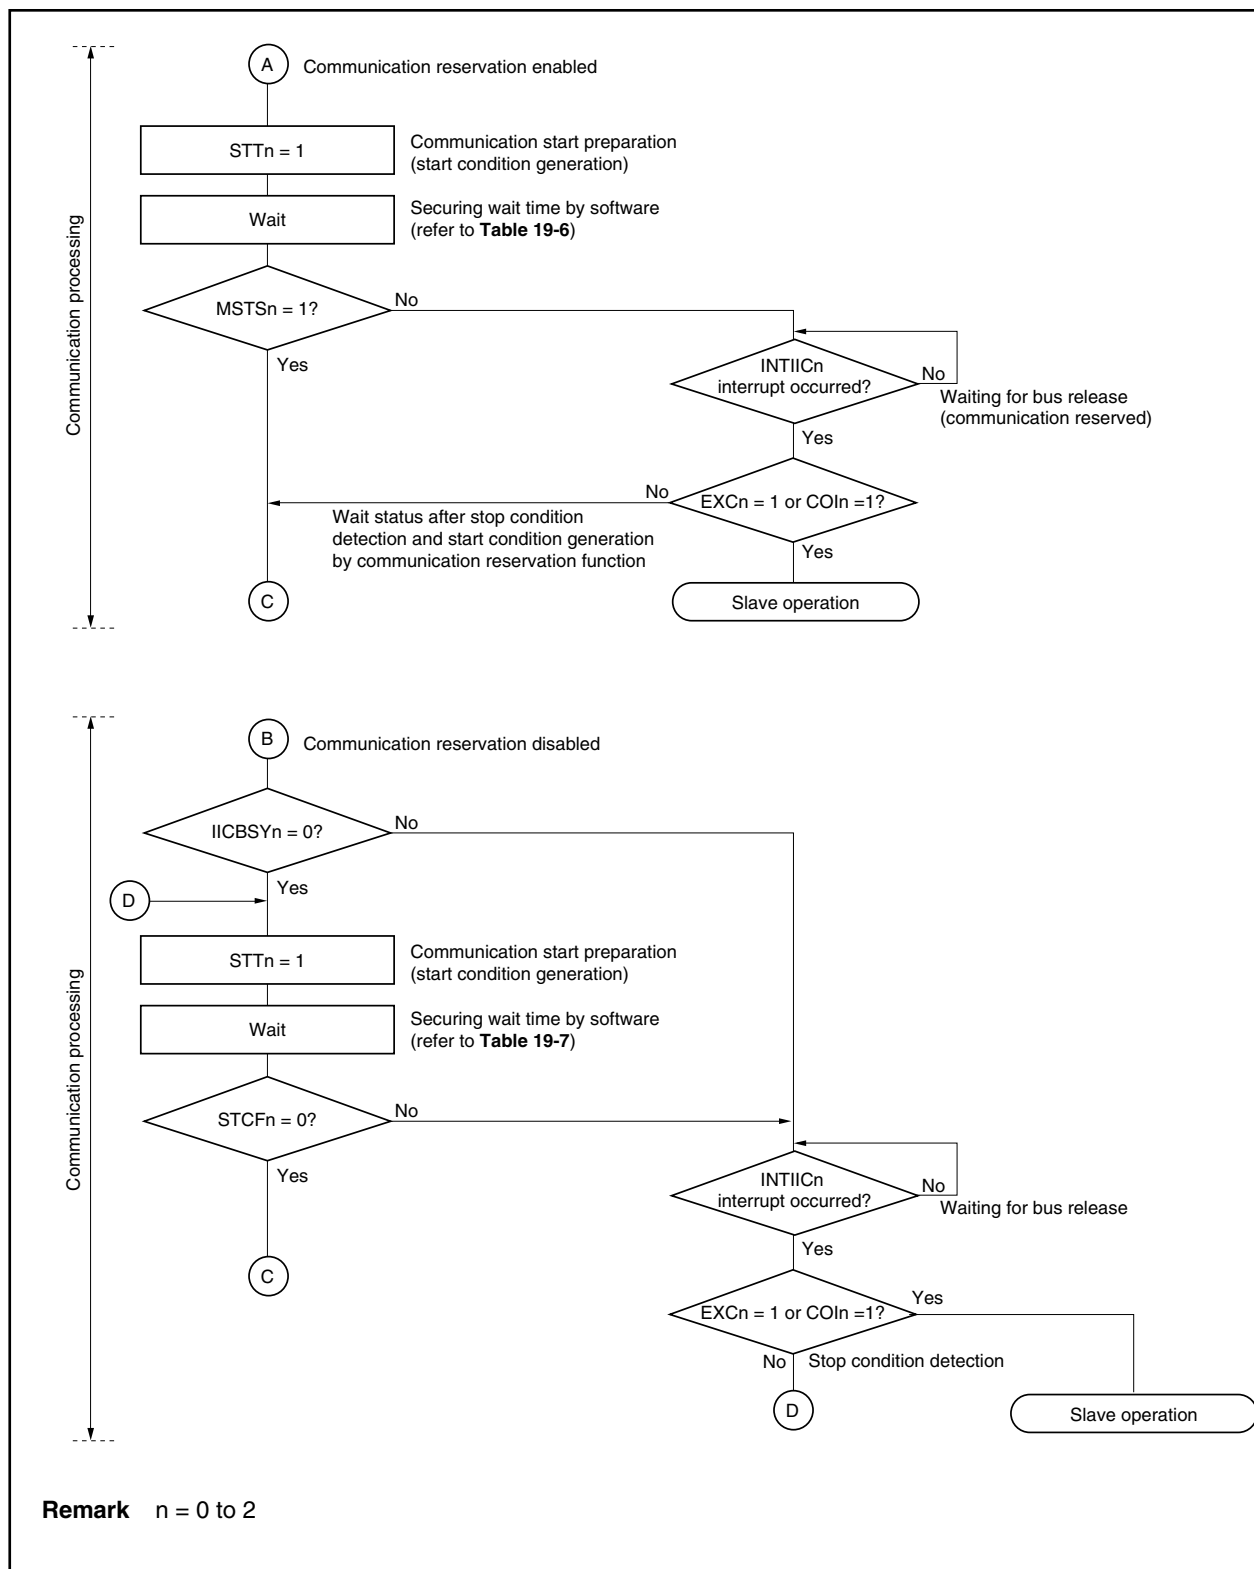 A
Communication reservation enabled
STTn = 1
Communication start preparation
(start condition generation)
Wait
Securing wait time by software
(refer to Table 19-6)
Communication processing
MSTSn = 1?
No
Yes
INTIICn
interrupt occurred?
No
Waiting for bus release
(communication reserved)
Yes
EXCn = 1 or COIn =1?
No
Wait status after stop condition
detection and start condition generation
by communication reservation function
Yes
C
Slave operation
B
Communication reservation disabled
IICBSYn = 0?
No
Yes
D
STTn = 1
Communication start preparation
(start condition generation)
Wait
Securing wait time by software
(refer to Table 19-7)
Communication processing
STCFn = 0?
No
Yes
INTIICn
interrupt occurred?
No
Waiting for bus release
Yes
C
EXCn = 1 or COIn =1?
Yes
No
Stop condition detection
D
Slave operation
Remark n = 0 to 2